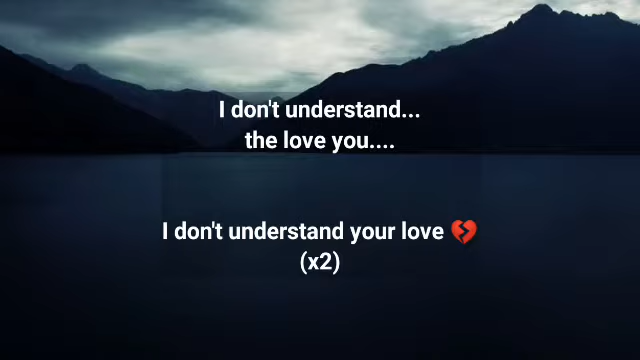 I don't understand...
the love you....
I don't understand your love 💔
(x2)